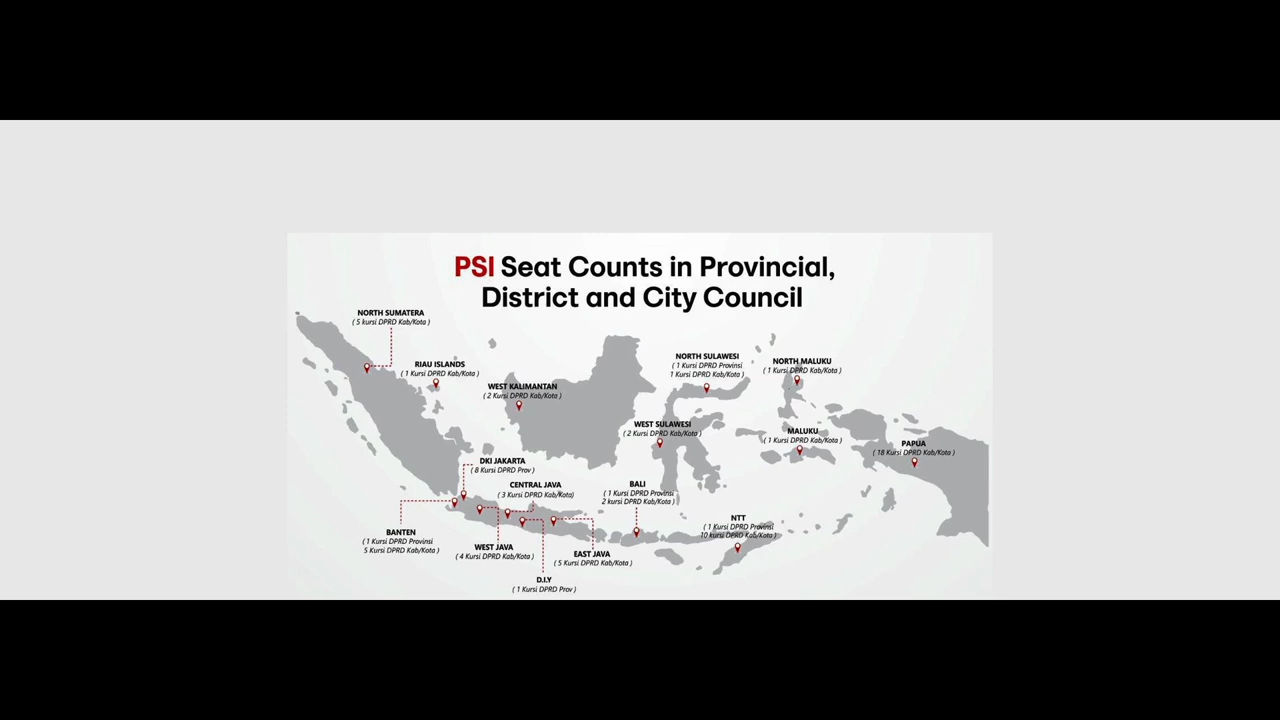 PSI Seat Counts in Provincial,
District and City Council
NORTH SUMATERA
( 5 kursi DPRD Kab/Kota )
RIAU ISLANDS
( 1 Kursi DPRD Kab/Kota )
WEST KALIMANTAN
( 2 Kursi DPRD Kab/Kota )
NORTH SULAWESI
( 1 Kursi DPRD Provinsi
1 Kursi DPRD Kab/Kota )
NORTH MALUKU
( 1 Kursi DPRD Kab/Kota )
WEST SULAWESI
( 2 Kursi DPRD Kab/Kota )
MALUKU
( 1 Kursi DPRD Kab/Kota )
PAPUA
( 18 Kursi DPRD Kab/Kota )
DKI JAKARTA
( 8 Kursi DPRD Prov )
CENTRAL JAVA
( 3 Kursi DPRD Kab/Kota)
BALI
( 1 Kursi DPRD Provinsi
2 kursi DPRD Kab/Kota )
NTT
( 1 Kursi DPRD Provinsi
10 kursi DPRD Kab/Kota )
BANTEN
( 1 Kursi DPRD Provinsi
5 Kursi DPRD Kab/Kota )
WEST JAVA
( 4 Kursi DPRD Kab/Kota )
EAST JAVA
( 5 Kursi DPRD Kab/Kota )
D.I.Y
( 1 Kursi DPRD Prov )